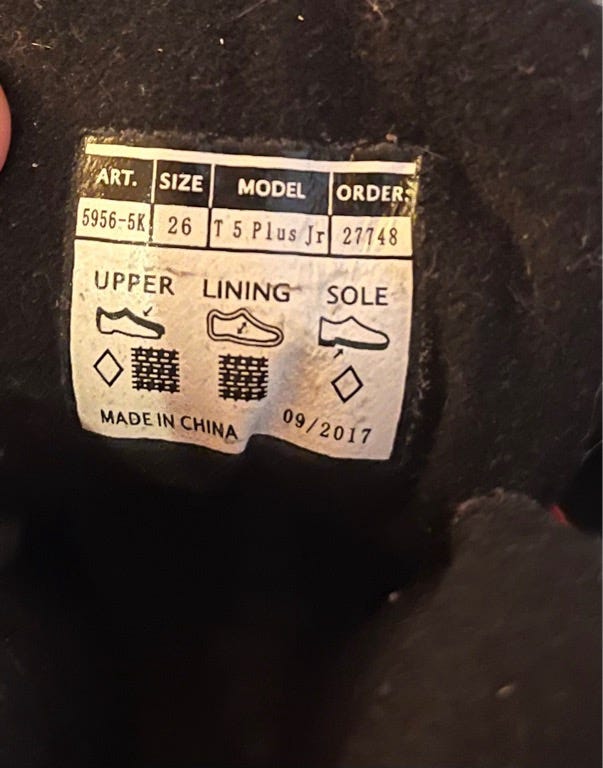 ART. SIZE MODEL ORDER:
5956-5K 26 T 5 Plus Jr 27748
UPPER LINING SOLE
MADE IN CHINA 09/2017